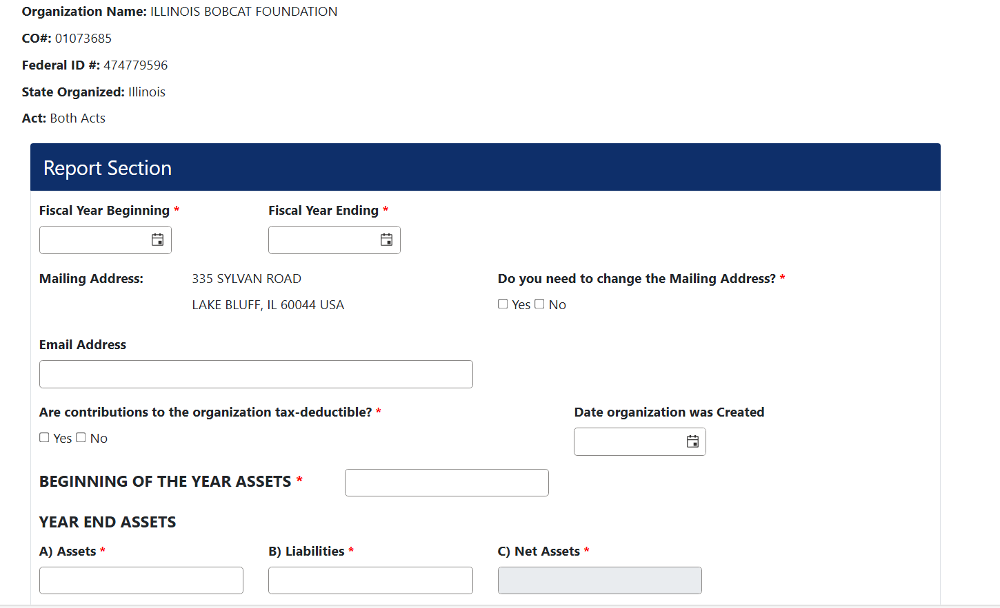 Organization Name: ILLINOIS BOBCAT FOUNDATION
CO#: 01073685
Federal ID #: 474779596
State Organized: Illinois
Act: Both Acts
Report Section
Fiscal Year Beginning * Fiscal Year Ending *
Mailing Address: 335 SYLVAN ROAD Do you need to change the Mailing Address? *
LAKE BLUFF, IL 60044 USA Yes No
Email Address
Are contributions to the organization tax-deductible? * Date organization was Created
Yes No
BEGINNING OF THE YEAR ASSETS *
YEAR END ASSETS
A) Assets * B) Liabilities * C) Net Assets *